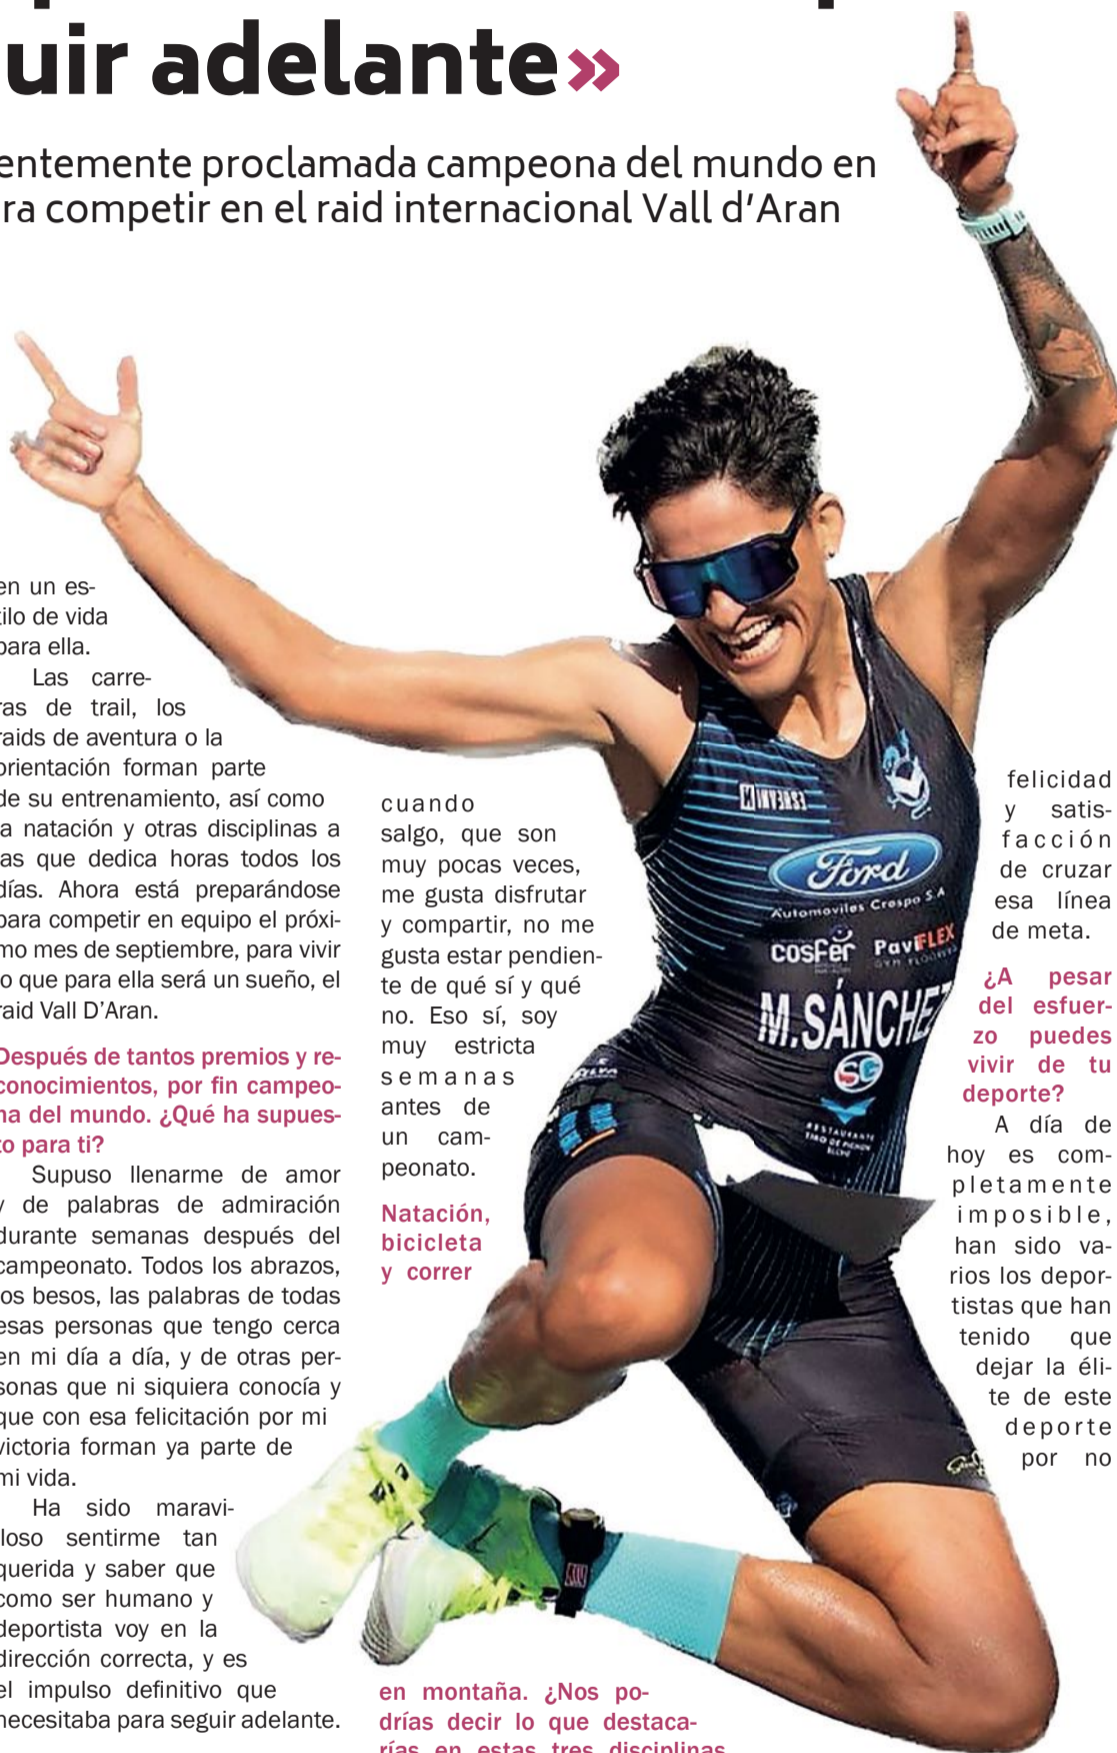 uir adelante»
entemente proclamada campeona del mundo en
ra competir en el raid internacional Vall d’Aran
en un es-
tilo de vida
para ella.
Las carre-
ras de trail, los
raids de aventura o la
orientación forman parte
de su entrenamiento, así como
a natación y otras disciplinas a
as que dedica horas todos los
días. Ahora está preparándose
para competir en equipo el próxi-
mo mes de septiembre, para vivir
o que para ella será un sueño, el
raid Vall D’Aran.
Después de tantos premios y re-
conocimientos, por fin campeo-
na del mundo. ¿Qué ha supues-
to para ti?
Supuso llenarme de amor
y de palabras de admiración
durante semanas después del
campeonato. Todos los abrazos,
os besos, las palabras de todas
esas personas que tengo cerca
en mi día a día, y de otras per-
sonas que ni siquiera conocía y
que con esa felicitación por mi
victoria forman ya parte de
mi vida.
Ha sido maravi-
loso sentirme tan
querida y saber que
como ser humano y
deportista voy en la
dirección correcta, y es
el impulso definitivo que
necesitaba para seguir adelante.
cuando
salgo, que son
muy pocas veces,
me gusta disfrutar
y compartir, no me
gusta estar pendien-
te de qué sí y qué
no. Eso sí, soy
muy estricta
semanas
antes de
un cam-
peonato.
Natación,
bicicleta
y correr
en montaña. ¿Nos po-
drías decir lo que destaca-
rías en estas tres disciplinas
felicidad
y satis-
facción
de cruzar
esa línea
de meta.
¿A pesar
del esfuer-
zo puedes
vivir de tu
deporte?
A día de
hoy es com-
pletamente
imposible,
han sido va-
rios los depor-
tistas que han
tenido que
dejar la éli-
te de este
deporte
por no
Ford
Automoviles Crespo S.A
cosfer PaviFLEX
M.SÁNCHEZ
SG
RESTAURANTE
TIRO DE PICHON
ELCHE